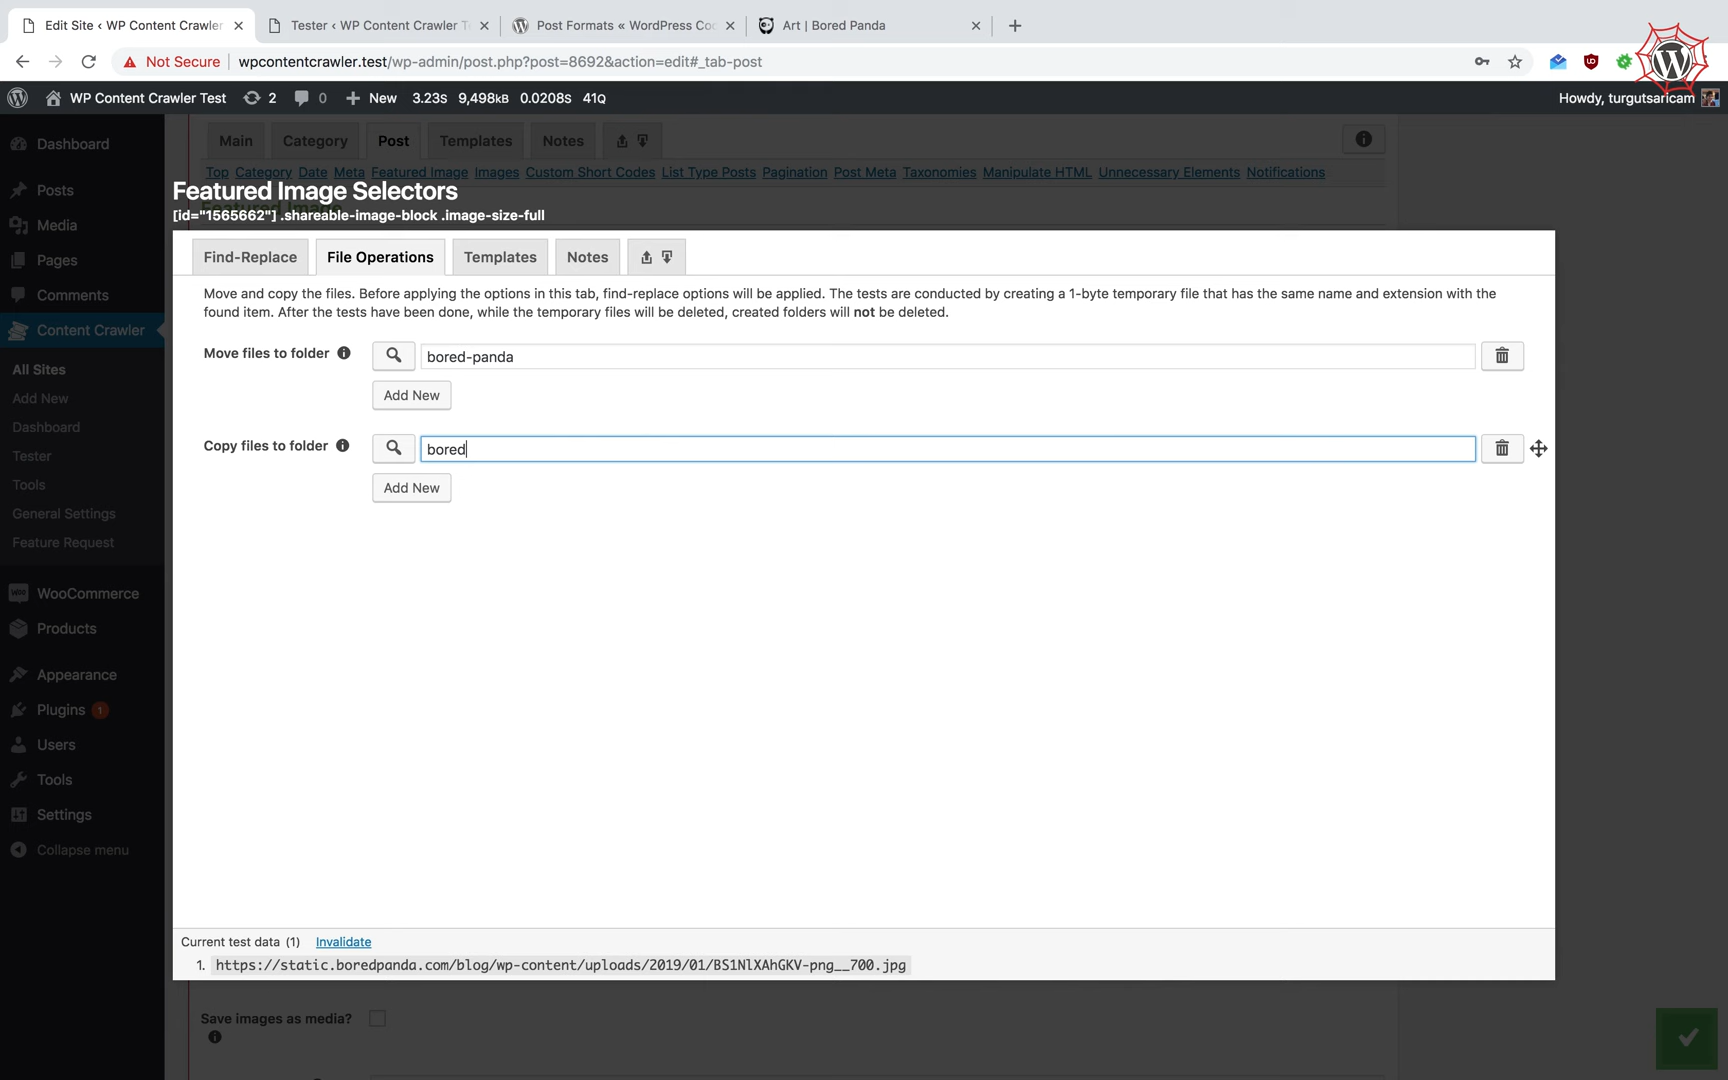 Edit Site ‹ WP Content Crawler
Tester ‹ WP Content Crawler T
Post Formats « WordPress Co
Art | Bored Panda
Not Secure
wpcontentcrawler.test/wp-admin/post.php?post=8692&action=edit#_tab-post
WP Content Crawler Test 2 0 New 3.23S 9,498KB 0.0208S 41Q
Howdy, turgutsaricam
Dashboard
Posts
Media
Pages
Comments
Content Crawler
All Sites
Add New
Dashboard
Tester
Tools
General Settings
Feature Request
WooCommerce
Products
Appearance
Plugins 1
Users
Tools
Settings
Collapse menu
Main Category Post Templates Notes
Top Category Date Meta Featured Image Images Custom Short Codes List Type Posts Pagination Post Meta Taxonomies Manipulate HTML Unnecessary Elements Notifications
Featured Image
Featured Image Selectors
[id="1565662"] .shareable-image-block .image-size-full
Find-Replace File Operations Templates Notes
Move and copy the files. Before applying the options in this tab, find-replace options will be applied. The tests are conducted by creating a 1-byte temporary file that has the same name and extension with the
found item. After the tests have been done, while the temporary files will be deleted, created folders will not be deleted.
Move files to folder bored-panda
Add New
Copy files to folder bored
Add New
Current test data (1) Invalidate
1. https://static.boredpanda.com/blog/wp-content/uploads/2019/01/BS1NlXAhGKV-png__700.jpg
Save images as media?